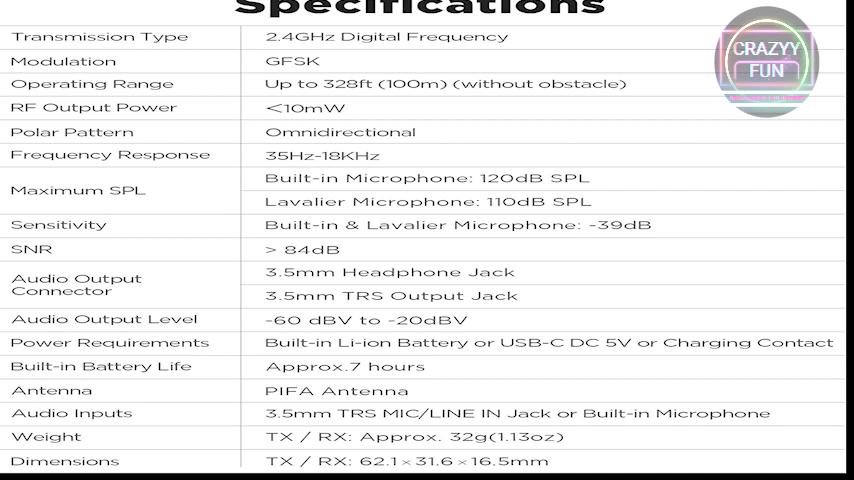 Specifications
Transmission Type 2.4GHz Digital Frequency
Modulation GFSK
Operating Range Up to 328ft (100m) (without obstacle)
RF Output Power <10mW
Polar Pattern Omnidirectional
Frequency Response 35Hz-18KHz
Maximum SPL Built-in Microphone: 120dB SPL
Lavalier Microphone: 110dB SPL
Sensitivity Built-in & Lavalier Microphone: -39dB
SNR > 84dB
Audio Output Connector 3.5mm Headphone Jack
3.5mm TRS Output Jack
Audio Output Level -60 dBV to -20dBV
Power Requirements Built-in Li-ion Battery or USB-C DC 5V or Charging Contact
Built-in Battery Life Approx.7 hours
Antenna PIFA Antenna
Audio Inputs 3.5mm TRS MIC/LINE IN Jack or Built-in Microphone
Weight TX / RX: Approx. 32g(1.13oz)
Dimensions TX / RX: 62.1×31.6×16.5mm
CRAZYY
FUN